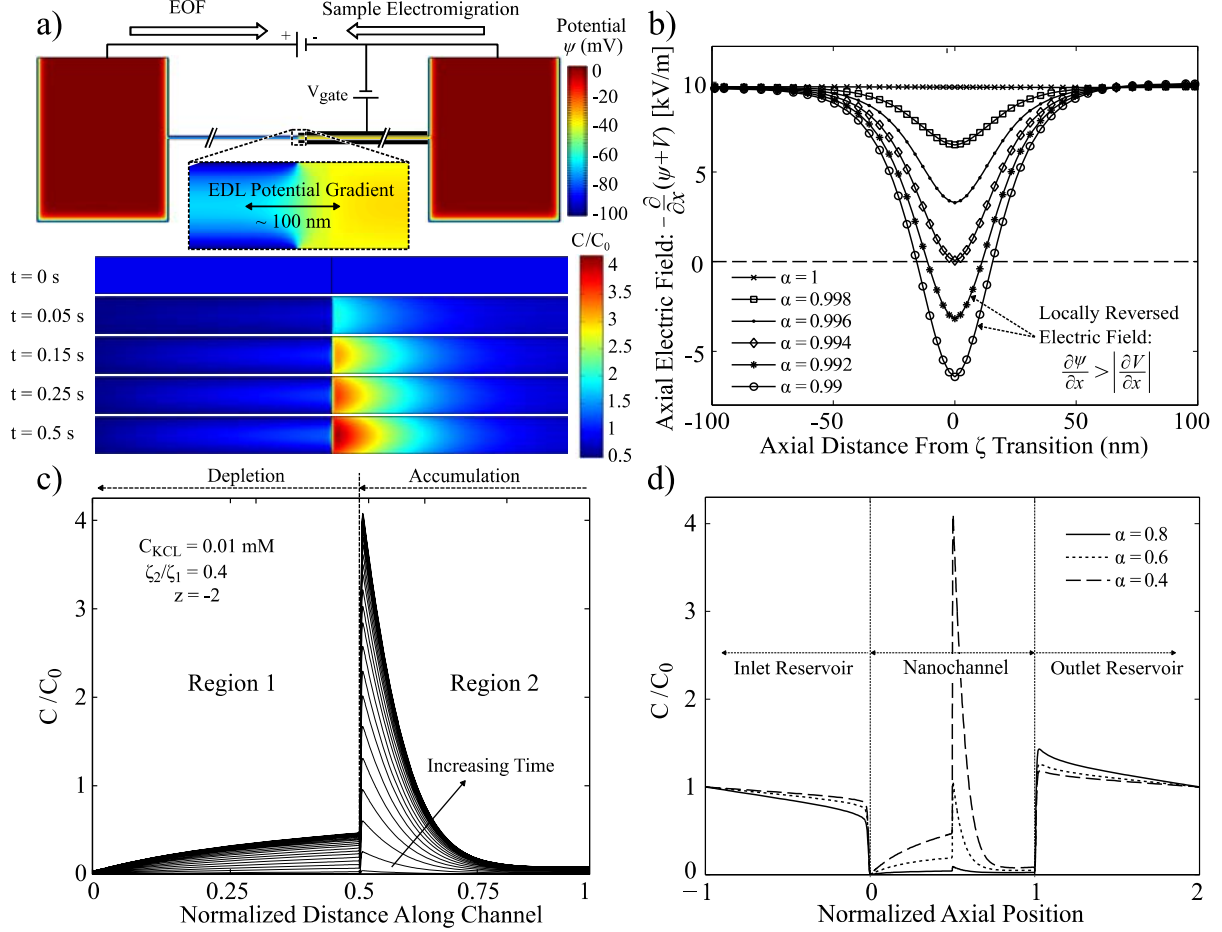 a)
EOF
Sample Electromigration
+ -
V_gate
Potential
ψ (mV)
0
-20
-40
-60
-80
-100
EDL Potential Gradient
~ 100 nm
C/C₀
4
3.5
3
2.5
2
1.5
1
0.5
t = 0 s
t = 0.05 s
t = 0.15 s
t = 0.25 s
t = 0.5 s
b)
Axial Electric Field: -∂/∂x(ψ+V) [kV/m]
10
5
0
-5
α = 1
α = 0.998
α = 0.996
α = 0.994
α = 0.992
α = 0.99
Locally Reversed
Electric Field:
∂ψ/∂x > |∂V/∂x|
-100 -50 0 50 100
Axial Distance From ζ Transition (nm)
c)
Depletion Accumulation
C/C₀
4
3
2
1
0
C_KCL = 0.01 mM
ζ₂/ζ₁ = 0.4
z = -2
Region 1
Region 2
Increasing Time
0 0.25 0.5 0.75 1
Normalized Distance Along Channel
d)
C/C₀
4
3
2
1
0
α = 0.8
α = 0.6
α = 0.4
Inlet Reservoir Nanochannel Outlet Reservoir
−1 0 1 2
Normalized Axial Position